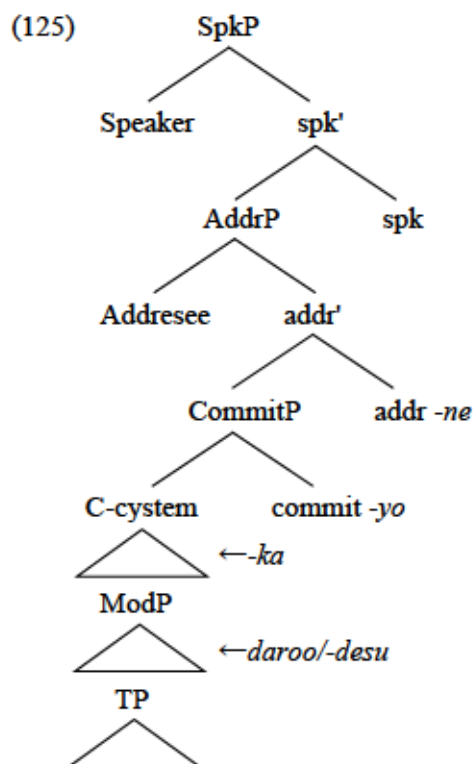 (125) SpkP
Speaker spk'
AddrP spk
Addresee addr'
CommitP addr -ne
C-cystem commit -yo
←-ka
ModP
←daroo/-desu
TP